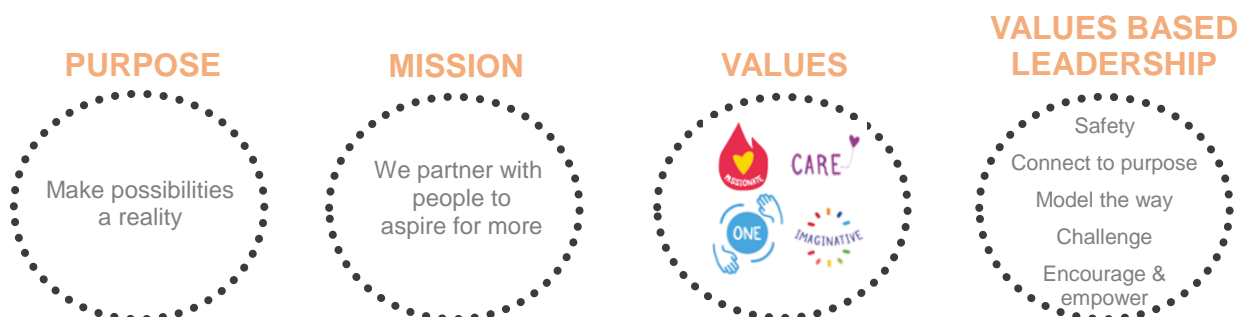 PURPOSE
Make possibilities
a reality
MISSION
We partner with
people to
aspire for more
VALUES
PASSIONATE
CARE
ONE
IMAGINATIVE
VALUES BASED
LEADERSHIP
Safety
Connect to purpose
Model the way
Challenge
Encourage &
empower